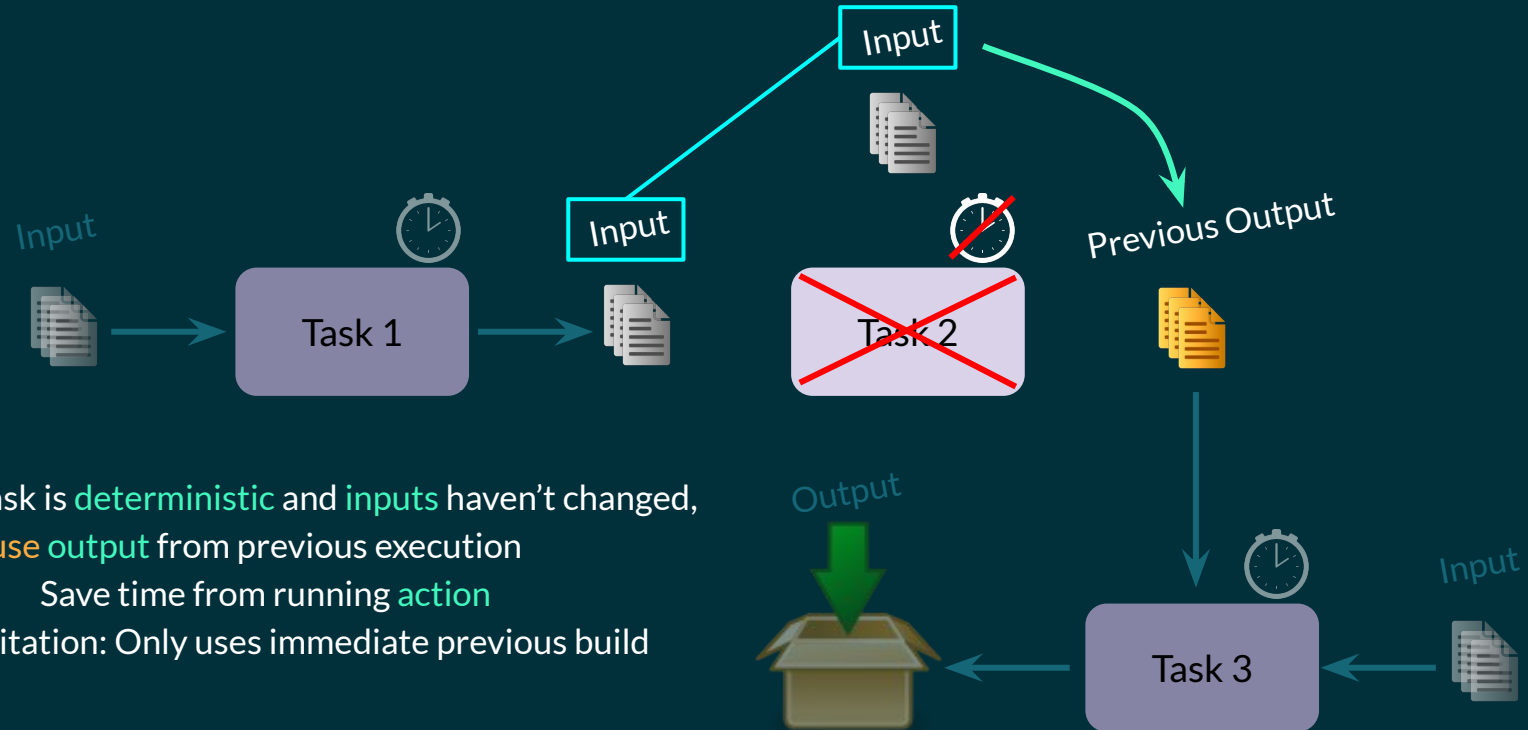 Input
Input
Input
Previous Output
Task 1
Task 2
ask is deterministic and inputs haven't changed,
use output from previous execution
Save time from running action
itation: Only uses immediate previous build
Output
Input
Task 3